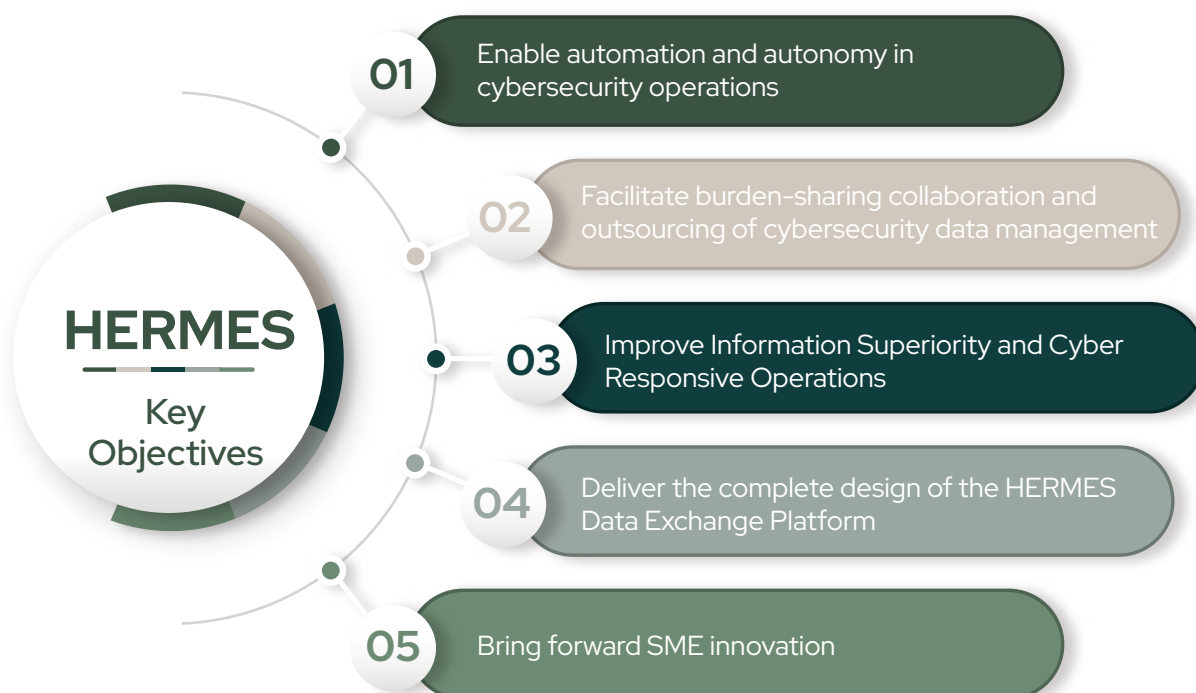 HERMES
Key
Objectives
01
Enable automation and autonomy in
cybersecurity operations
02
Facilitate burden-sharing collaboration and
outsourcing of cybersecurity data management
03
Improve Information Superiority and Cyber
Responsive Operations
04
Deliver the complete design of the HERMES
Data Exchange Platform
05
Bring forward SME innovation